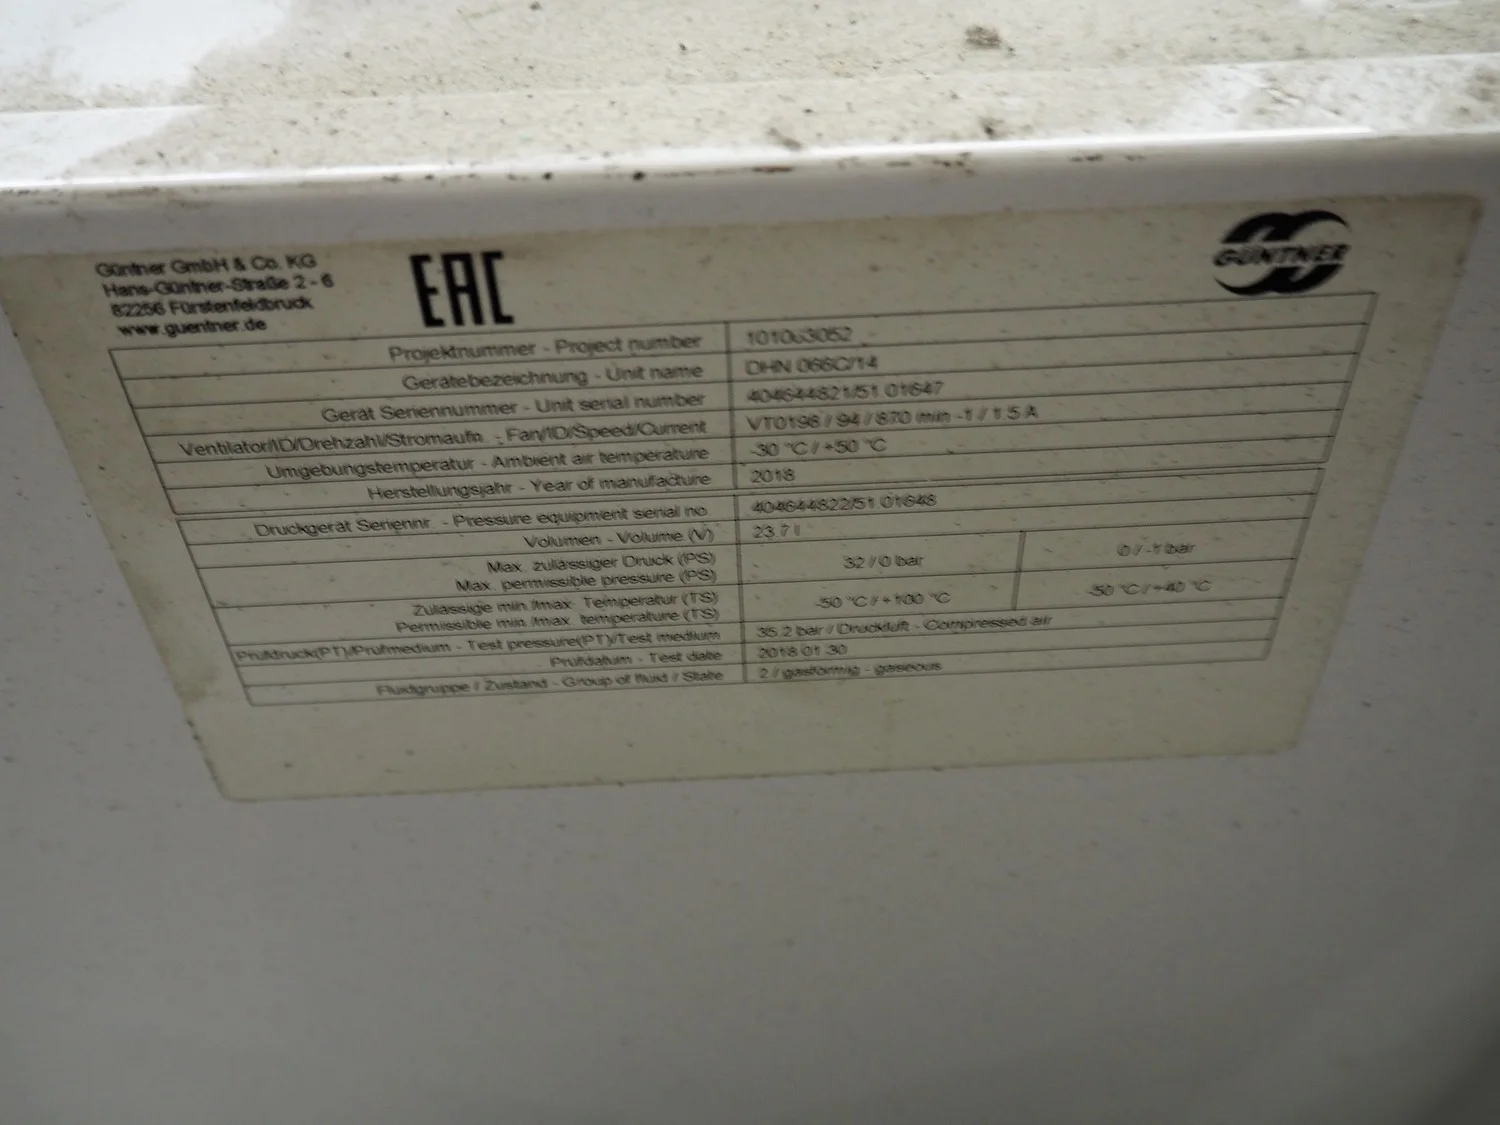 Güntner GmbH & Co. KG
Hans-Güntner-Straße 2 - 6
82256 Fürstenfeldbruck
www.guentner.de
EAC
GÜNTNER
Projektnummer - Project number
Gerätebezeichnung - Unit name DHN 066C/14
Gerät Seriennummer - Unit serial number 404644821/51 01647
Ventilator/ID/Drehzahl/Stromaufn. - Fan/ID/Speed/Current VT0198 / 94 / 870 min -1 / 1.5 A
Umgebungstemperatur - Ambient air temperature -30 °C / +50 °C
Herstellungsjahr - Year of manufacture 2018
Druckgerät Seriennr. - Pressure equipment serial no. 404644822/51 01648
Volumen - Volume (V) 23.7 l
Max. zulässiger Druck (PS)
Max. permissible pressure (PS) 32 / 0 bar 0 / -1 bar
Zulässige min./max. Temperatur (TS)
Permissible min./max. temperature (TS) -50 °C / +100 °C -50 °C / +40 °C
Prüfdruck(PT)/Prüfmedium - Test pressure(PT)/Test medium 35.2 bar / Druckluft - Compressed air
Prüfdatum - Test date 2018 01 30
Fluidgruppe / Zustand - Group of fluid / State 2 / gasförmig - gaseous